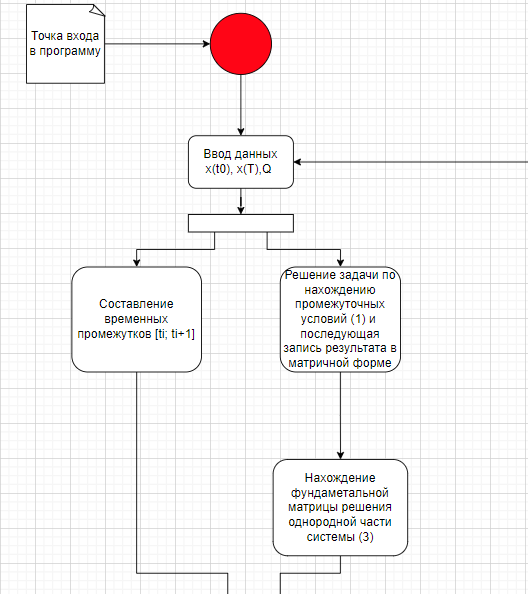 Точка входа
в программу
Ввод данных
x(t0), x(T),Q
Составление
временных
промежутков [ti; ti+1]
Решение задачи по
нахождению
промежуточных
условий (1) и
последующая
запись результата в
матричной форме
Нахождение
фундаметальной
матрицы решения
однородной части
системы (3)